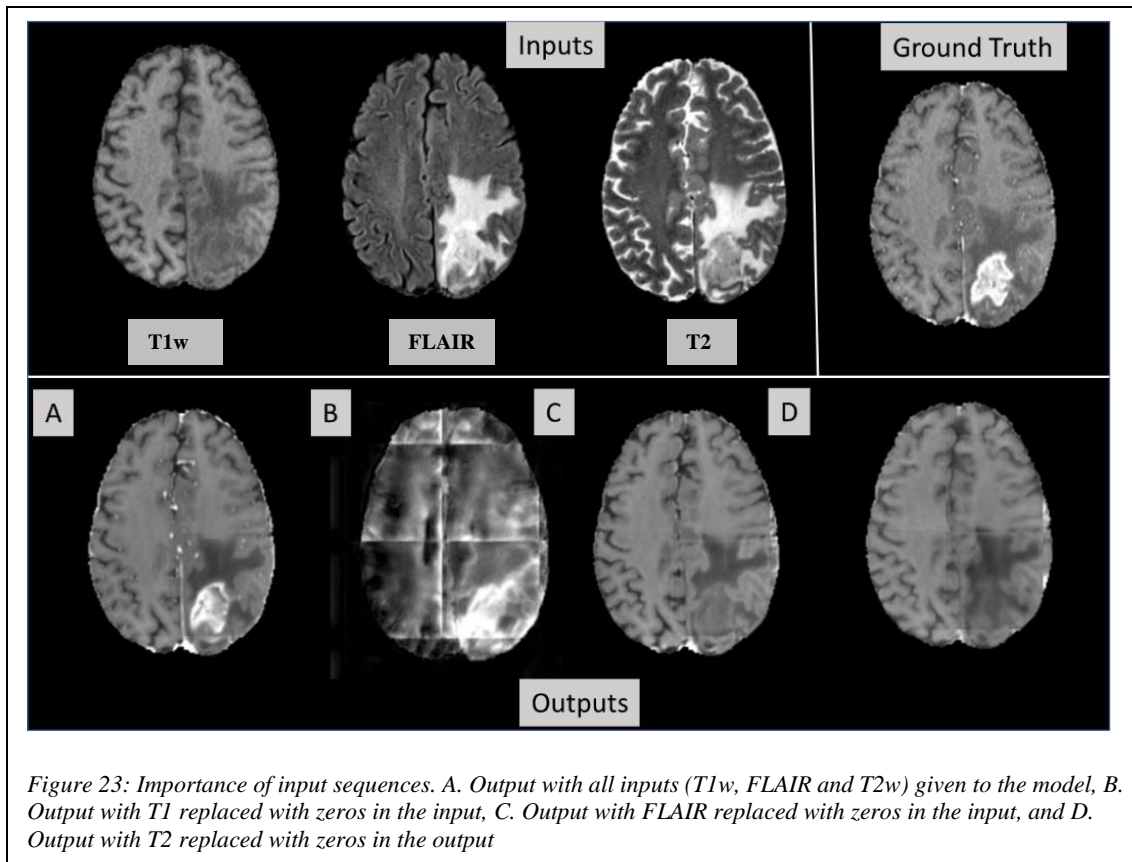 Inputs
Ground Truth
T1w
FLAIR
T2
A
B
C
D
Outputs
Figure 23: Importance of input sequences. A. Output with all inputs (T1w, FLAIR and T2w) given to the model, B.
Output with T1 replaced with zeros in the input, C. Output with FLAIR replaced with zeros in the input, and D.
Output with T2 replaced with zeros in the output